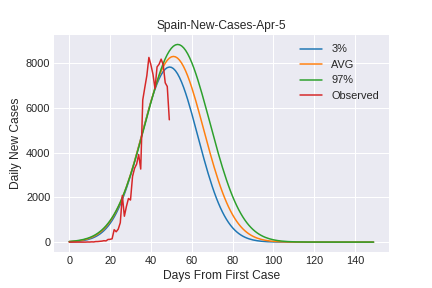 Spain-New-Cases-Apr-5
Daily New Cases
8000
6000
4000
2000
0
3%
AVG
97%
Observed
0 20 40 60 80 100 120 140
Days From First Case